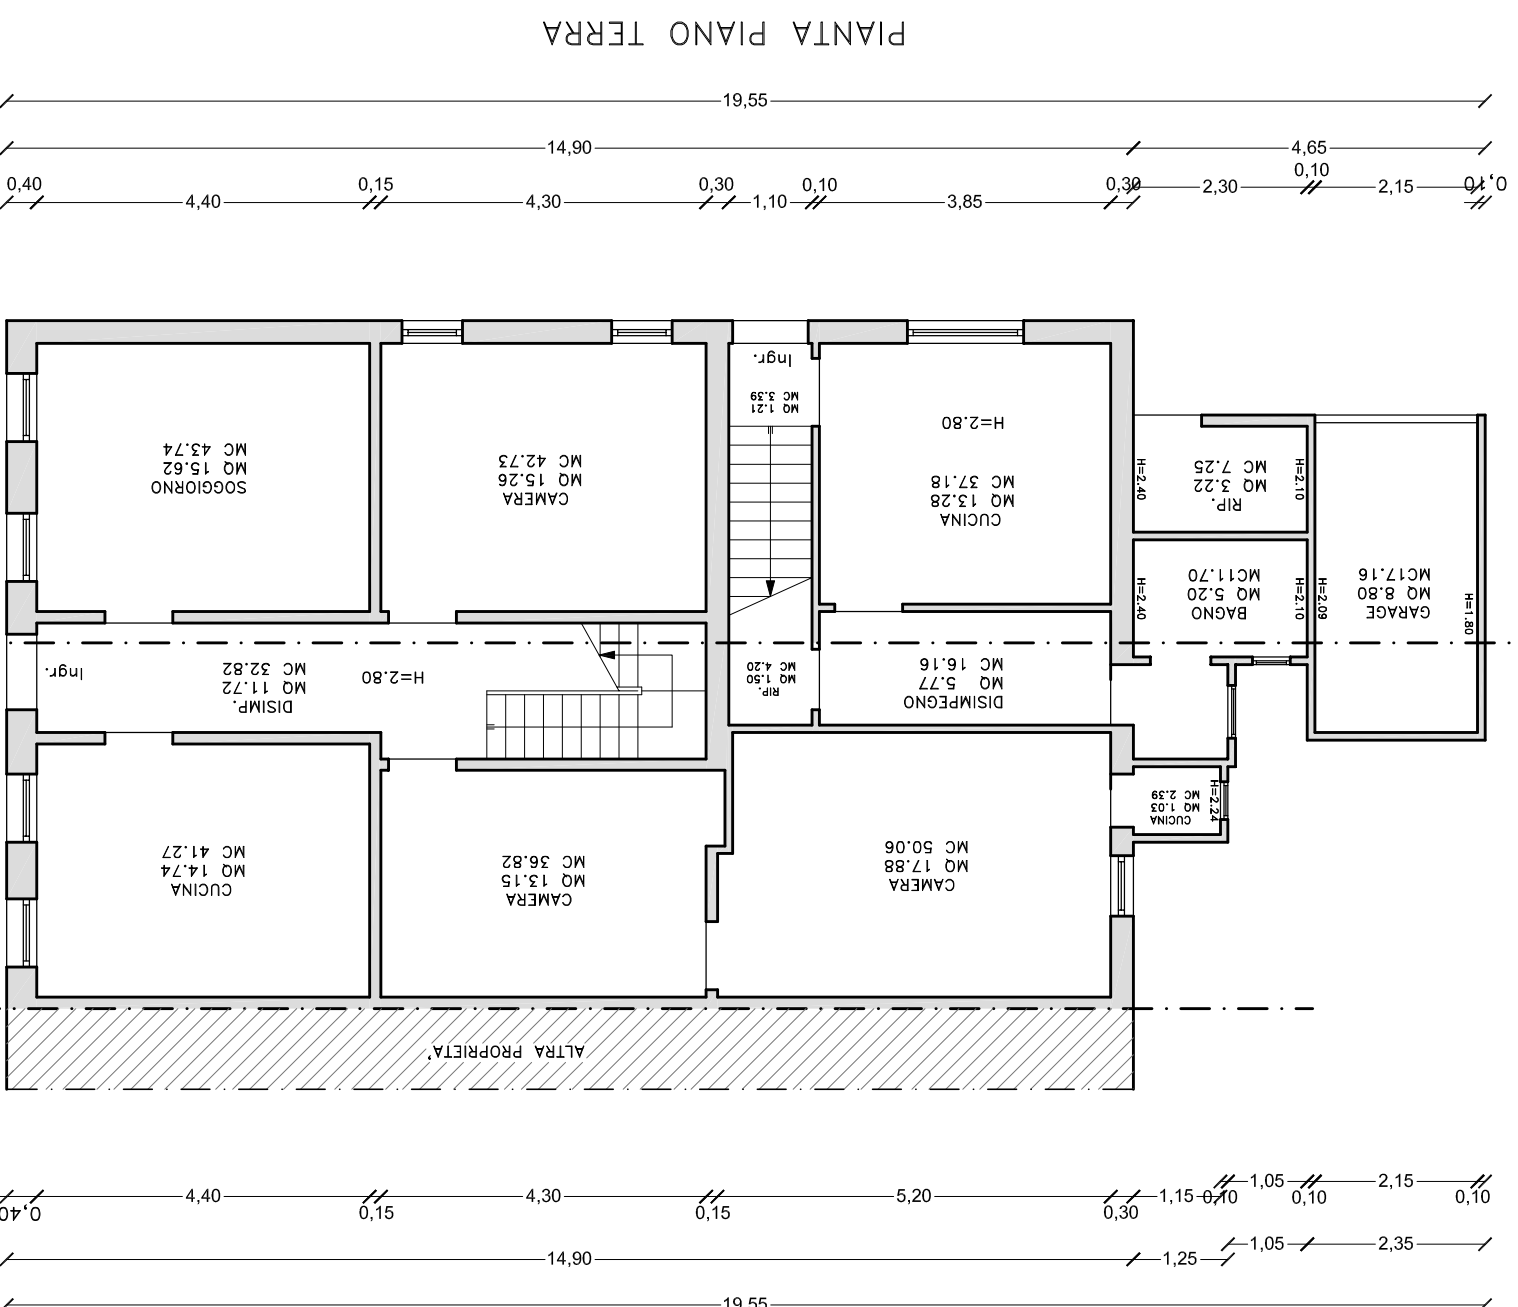 PIANTA PIANO TERRA
19,55
14,90
4,65
0,40
4,40
0,15
4,30
0,30
1,10
0,10
3,85
0,30
2,30
0,10
2,15
0,10
SOGGIORNO
MQ 15.62
MC 43.74
CAMERA
MQ 15.26
MC 42.73
Ingr.
MQ 1.21
MC 3.39
H=2.80
CUCINA
MQ 13.28
MC 37.18
H=2.40
RIP.
MQ 3.22
MC 7.25
H=2.10
H=2.40
BAGNO
MQ 5.20
MC11.70
H=2.10
H=2.09
GARAGE
MQ 8.80
MC17.16
H=1.80
Ingr.
DISIMP.
MQ 11.72
MC 32.82
H=2.80
RIP.
MQ 1.50
MC 4.20
DISIMPEGNO
MQ 5.77
MC 16.16
CUCINA
MQ 14.74
MC 41.27
CAMERA
MQ 13.15
MC 36.82
CAMERA
MQ 17.88
MC 50.06
CUCINA
MQ 1.03
MC 2.39
H=2.24
ALTRA PROPRIETA'
0,40
4,40
0,15
4,30
0,15
5,20
0,30
1,15
0,10
1,05
0,10
2,15
0,10
14,90
1,25
1,05
2,35
19,55